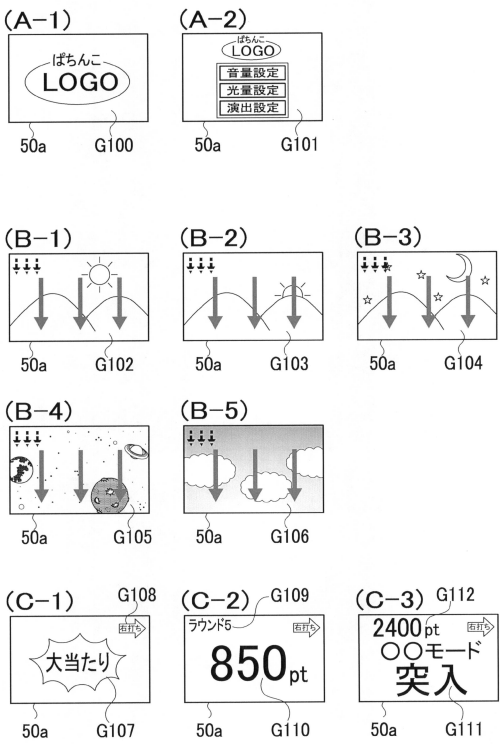 (A-1)
ぱちんこ
LOGO
50a
G100
(A-2)
ぱちんこ
LOGO
音量設定
光量設定
演出設定
50a
G101
(B-1)
50a
G102
(B-2)
50a
G103
(B-3)
50a
G104
(B-4)
50a
G105
(B-5)
50a
G106
(C-1)
G108
右打ち
大当たり
50a
G107
(C-2)
G109
ラウンド5
右打ち
850pt
50a
G110
(C-3)
G112
2400pt
右打ち
○○モード
突入
50a
G111